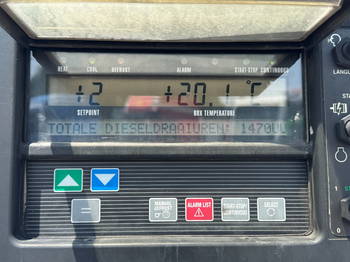 HEAT COOL DEFROST ALARM START-STOP CONTINUOUS
+2 +20.1 °C
SETPOINT BOX TEMPERATURE
TOTALE DIESELDRAAIUREN: 1470UU
MANUAL DEFROST ALARM LIST START-STOP CONTINUOUS SELECT
=